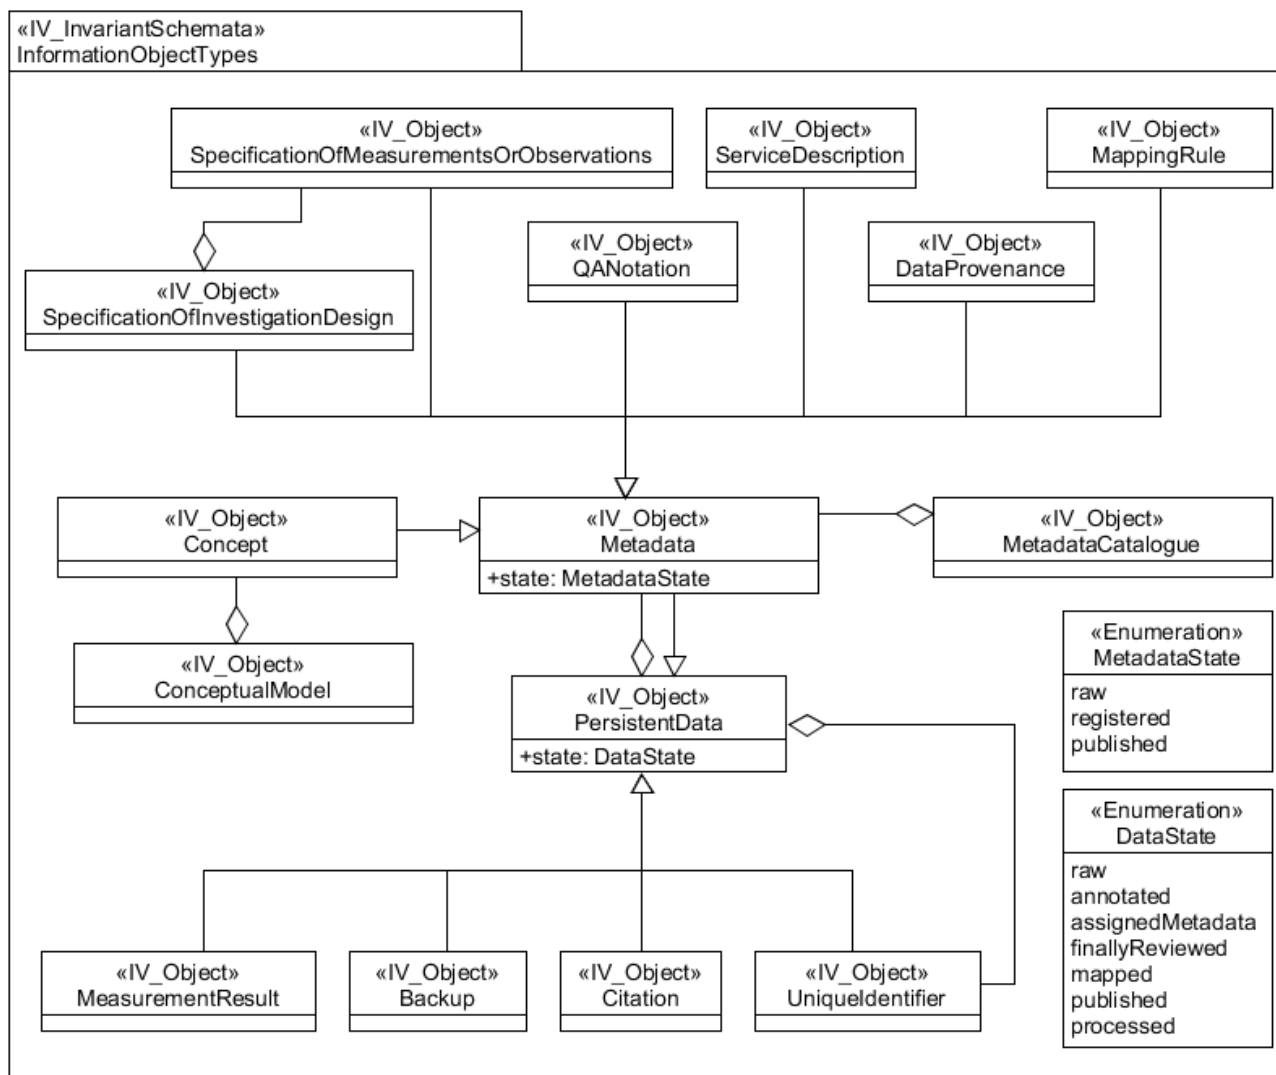 «IV_InvariantSchemata»
InformationObjectTypes
«IV_Object»
SpecificationOfMeasurementsOrObservations
«IV_Object»
ServiceDescription
«IV_Object»
MappingRule
«IV_Object»
QANotation
«IV_Object»
DataProvenance
«IV_Object»
SpecificationOfInvestigationDesign
«IV_Object»
Concept
«IV_Object»
Metadata
+state: MetadataState
«IV_Object»
MetadataCatalogue
«IV_Object»
ConceptualModel
«IV_Object»
PersistentData
+state: DataState
«Enumeration»
MetadataState
raw
registered
published
«Enumeration»
DataState
raw
annotated
assignedMetadata
finallyReviewed
mapped
published
processed
«IV_Object»
MeasurementResult
«IV_Object»
Backup
«IV_Object»
Citation
«IV_Object»
UniqueIdentifier